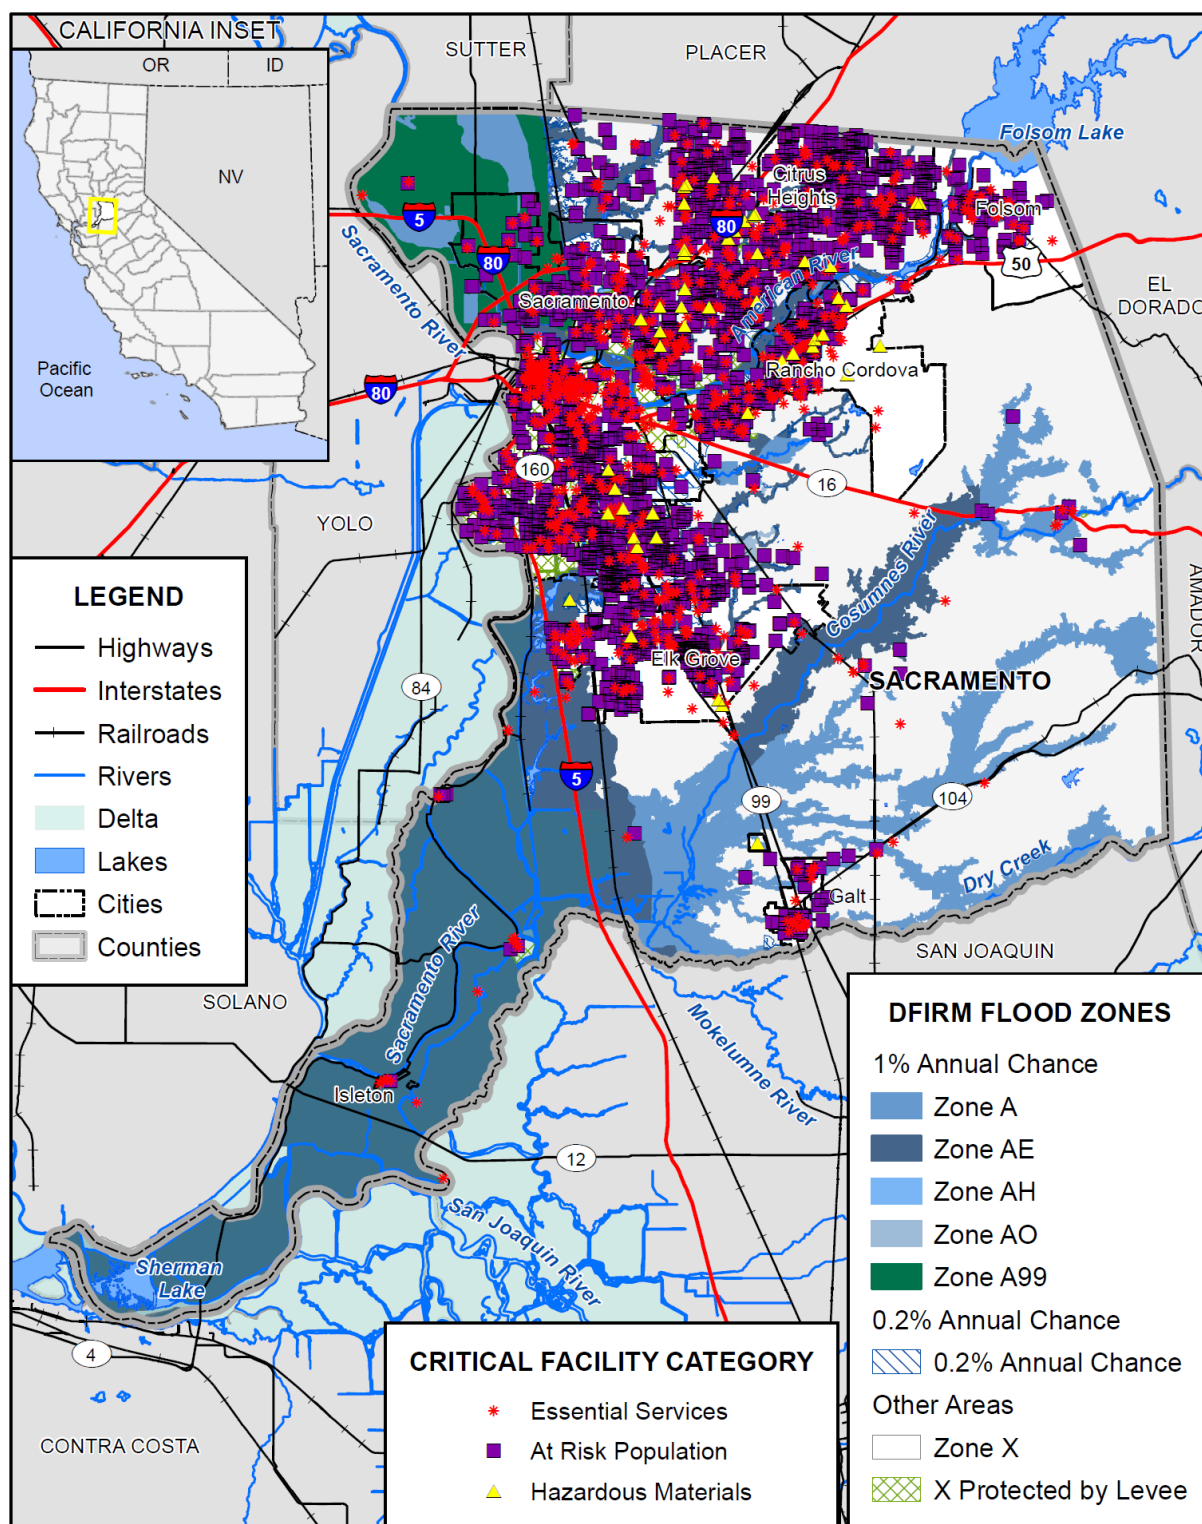 CALIFORNIA INSET
OR
ID
NV
Pacific
Ocean
SUTTER
PLACER
Folsom Lake
Citrus
Heights
Folsom
5
80
80
50
Sacramento River
Sacramento
American River
EL
DORADO
Rancho Cordova
80
160
16
YOLO
Cosumnes River
AMADOR
LEGEND
Highways
Interstates
Railroads
Rivers
Delta
Lakes
Cities
Counties
Elk Grove
SACRAMENTO
84
5
99
104
Dry Creek
Galt
SAN JOAQUIN
SOLANO
Sacramento River
Mokelumne River
Isleton
12
San Joaquin River
Sherman
Lake
4
CONTRA COSTA
DFIRM FLOOD ZONES
1% Annual Chance
Zone A
Zone AE
Zone AH
Zone AO
Zone A99
0.2% Annual Chance
0.2% Annual Chance
Other Areas
Zone X
X Protected by Levee
CRITICAL FACILITY CATEGORY
Essential Services
At Risk Population
Hazardous Materials